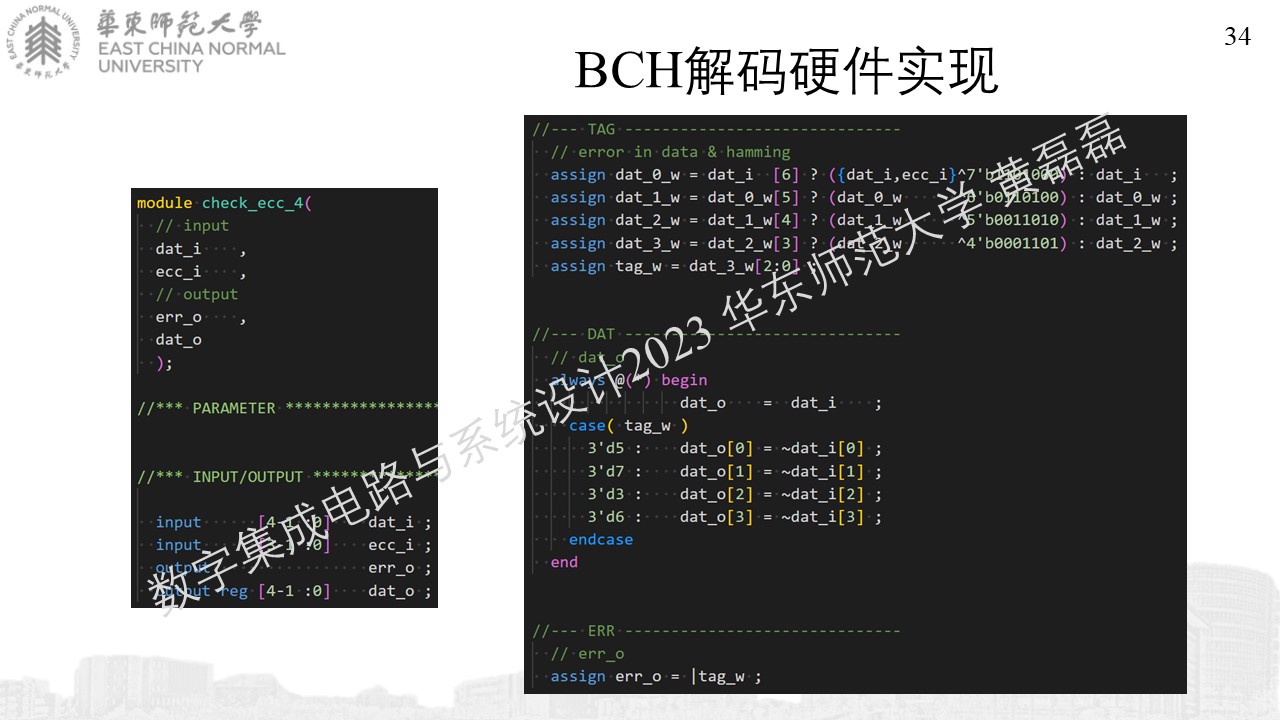 華東師范大學
EAST CHINA NORMAL
UNIVERSITY
34
BCH解码硬件实现
module check_ecc_4(
// input
dat_i ,
ecc_i ,
// output
err_o ,
dat_o
);
//*** PARAMETER *****************
//*** INPUT/OUTPUT **************
input [4-1 :0] dat_i ;
input [3-1 :0] ecc_i ;
output err_o ;
output reg [4-1 :0] dat_o ;
//--- TAG ------------------------------
// error in data & hamming
assign dat_0_w = dat_i [6] ? ({dat_i,ecc_i}^7'b1101000) : dat_i ;
assign dat_1_w = dat_0_w[5] ? (dat_0_w ^6'b0110100) : dat_0_w ;
assign dat_2_w = dat_1_w[4] ? (dat_1_w ^5'b0011010) : dat_1_w ;
assign dat_3_w = dat_2_w[3] ? (dat_2_w ^4'b0001101) : dat_2_w ;
assign tag_w = dat_3_w[2:0] ;
//--- DAT ------------------------------
// dat_o
always @(*) begin
dat_o = dat_i ;
case( tag_w )
3'd5 : dat_o[0] = ~dat_i[0] ;
3'd7 : dat_o[1] = ~dat_i[1] ;
3'd3 : dat_o[2] = ~dat_i[2] ;
3'd6 : dat_o[3] = ~dat_i[3] ;
endcase
end
//--- ERR ------------------------------
// err_o
assign err_o = |tag_w ;
数字集成电路与系统设计2023 华东师范大学 黄磊磊